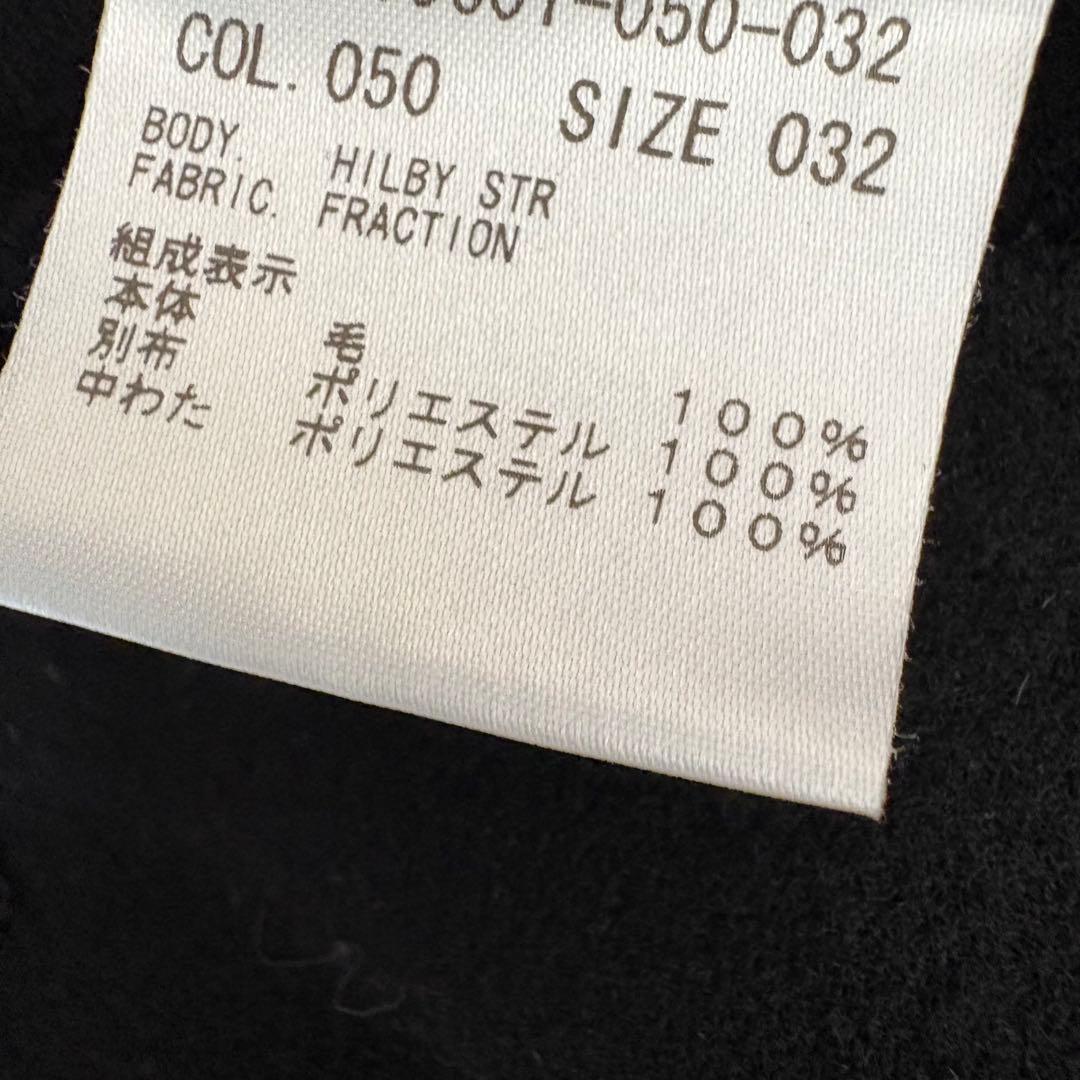 -050-032
COL. 050 SIZE 032
BODY. HILBY STR
FABRIC. FRACTION
組成表示
本体 毛 100%
別布 ポリエステル 100%
中わた ポリエステル 100%